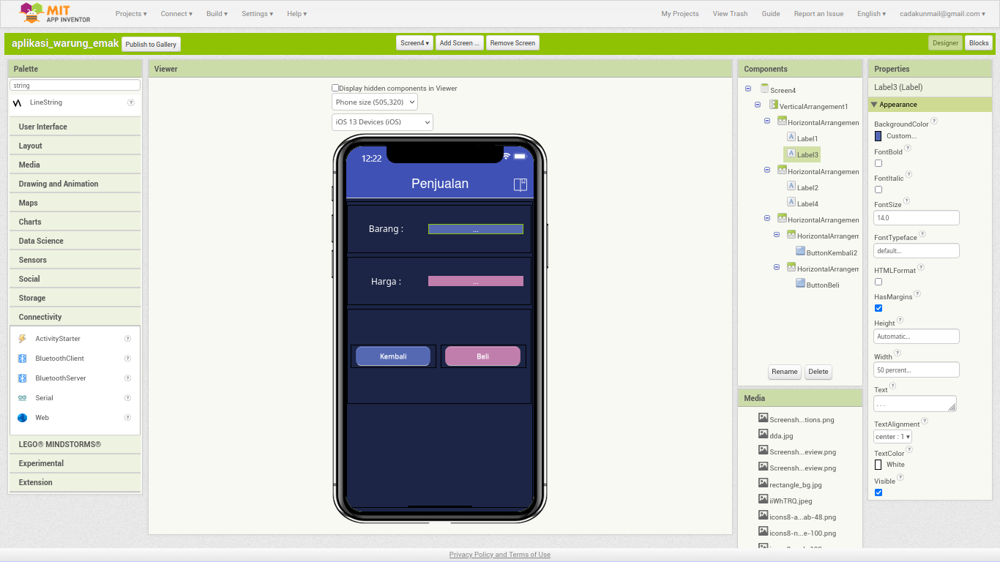 MIT
APP INVENTOR
Projects ▾ Connect ▾ Build ▾ Settings ▾ Help ▾ My Projects View Trash Guide Report an Issue English ▾ cadakunmail@gmail.com ▾
aplikasi_warung_emak Publish to Gallery Screen4 ▾ Add Screen ... Remove Screen Designer Blocks
Palette
string
LineString ?
User Interface
Layout
Media
Drawing and Animation
Maps
Charts
Data Science
Sensors
Social
Storage
Connectivity
ActivityStarter ?
BluetoothClient ?
BluetoothServer ?
Serial ?
Web ?
LEGO® MINDSTORMS®
Experimental
Extension
Viewer
Display hidden components in Viewer
Phone size (505,320)
iOS 13 Devices (iOS)
12:22
Penjualan
Barang : ...
Harga : ...
Kembali Beli
Components
Screen4
VerticalArrangement1
HorizontalArrangemen
A Label1
A Label3
HorizontalArrangemen
A Label2
A Label4
HorizontalArrangemen
HorizontalArrangem
ButtonKembali2
HorizontalArrangem
ButtonBeli
Rename Delete
Media
Screensh...tions.png
dda.jpg
Screensh...eview.png
Screensh...eview.png
rectangle_bg.jpg
iiWhTRQ.jpeg
icons8-a...ab-48.png
icons8-n...e-100.png
Properties
Label3 (Label)
Appearance
BackgroundColor ?
Custom...
FontBold ?
FontItalic ?
FontSize ?
14.0
FontTypeface ?
default...
HTMLFormat ?
HasMargins ?
Height ?
Automatic...
Width ?
50 percent...
Text ?
. . .
TextAlignment ?
center : 1 ▾
TextColor ?
White
Visible ?
Privacy Policy and Terms of Use